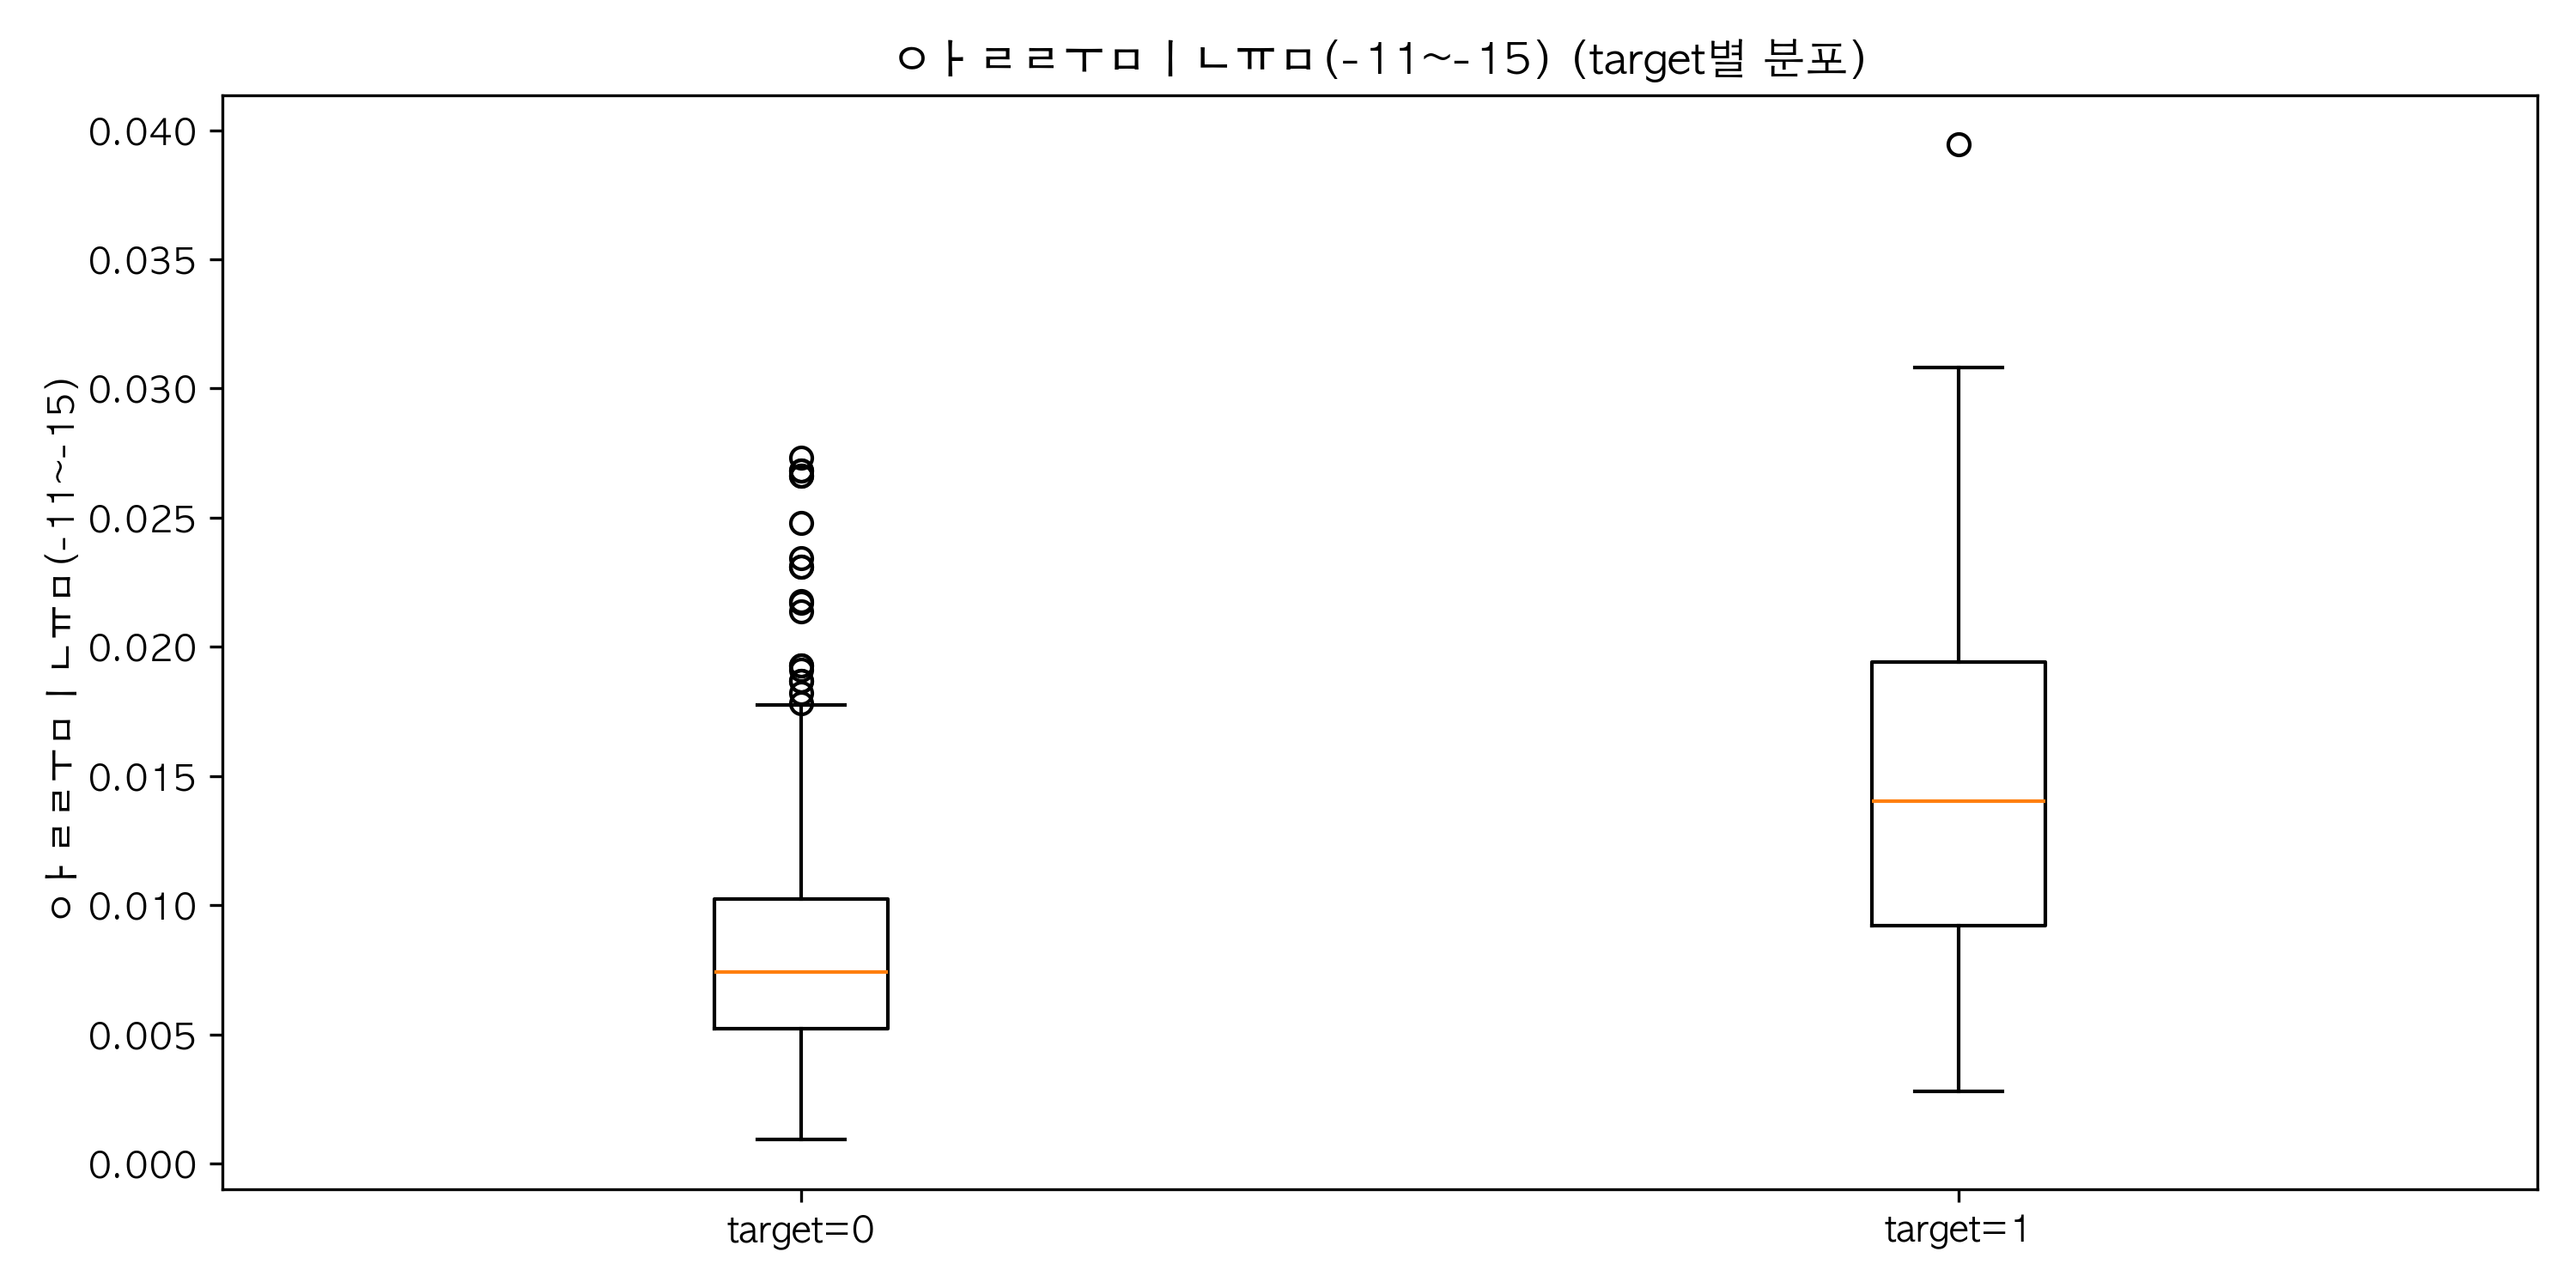 ㅇㅏㄹㄹㅜㅁㅣㄴㅠㅁ(-11~-15) (target별 분포)
ㅇㅏㄹㄹㅜㅁㅣㄴㅠㅁ(-11~-15)
0.040
0.035
0.030
0.025
0.020
0.015
0.010
0.005
0.000
target=0
target=1